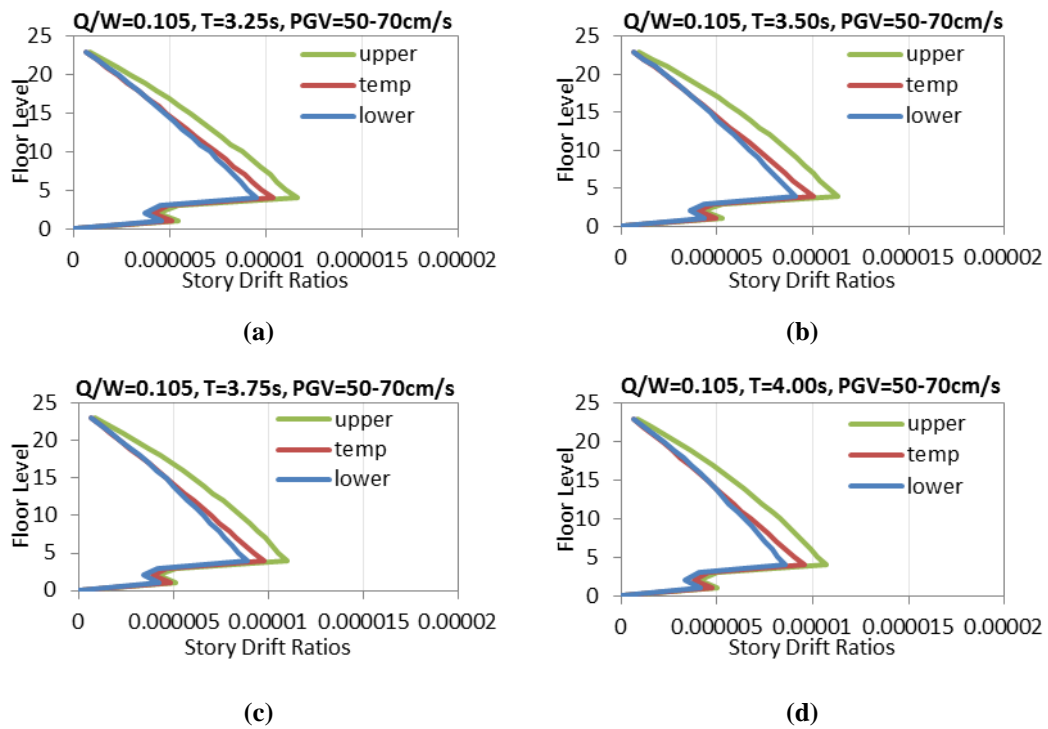 Q/W=0.105, T=3.25s, PGV=50-70cm/s
25
20
15
10
5
0
Floor Level
upper
temp
lower
0 0.000005 0.00001 0.000015 0.00002
Story Drift Ratios
(a)
Q/W=0.105, T=3.50s, PGV=50-70cm/s
25
20
15
10
5
0
Floor Level
upper
temp
lower
0 0.000005 0.00001 0.000015 0.00002
Story Drift Ratios
(b)
Q/W=0.105, T=3.75s, PGV=50-70cm/s
25
20
15
10
5
0
Floor Level
upper
temp
lower
0 0.000005 0.00001 0.000015 0.00002
Story Drift Ratios
(c)
Q/W=0.105, T=4.00s, PGV=50-70cm/s
25
20
15
10
5
0
Floor Level
upper
temp
lower
0 0.000005 0.00001 0.000015 0.00002
Story Drift Ratios
(d)